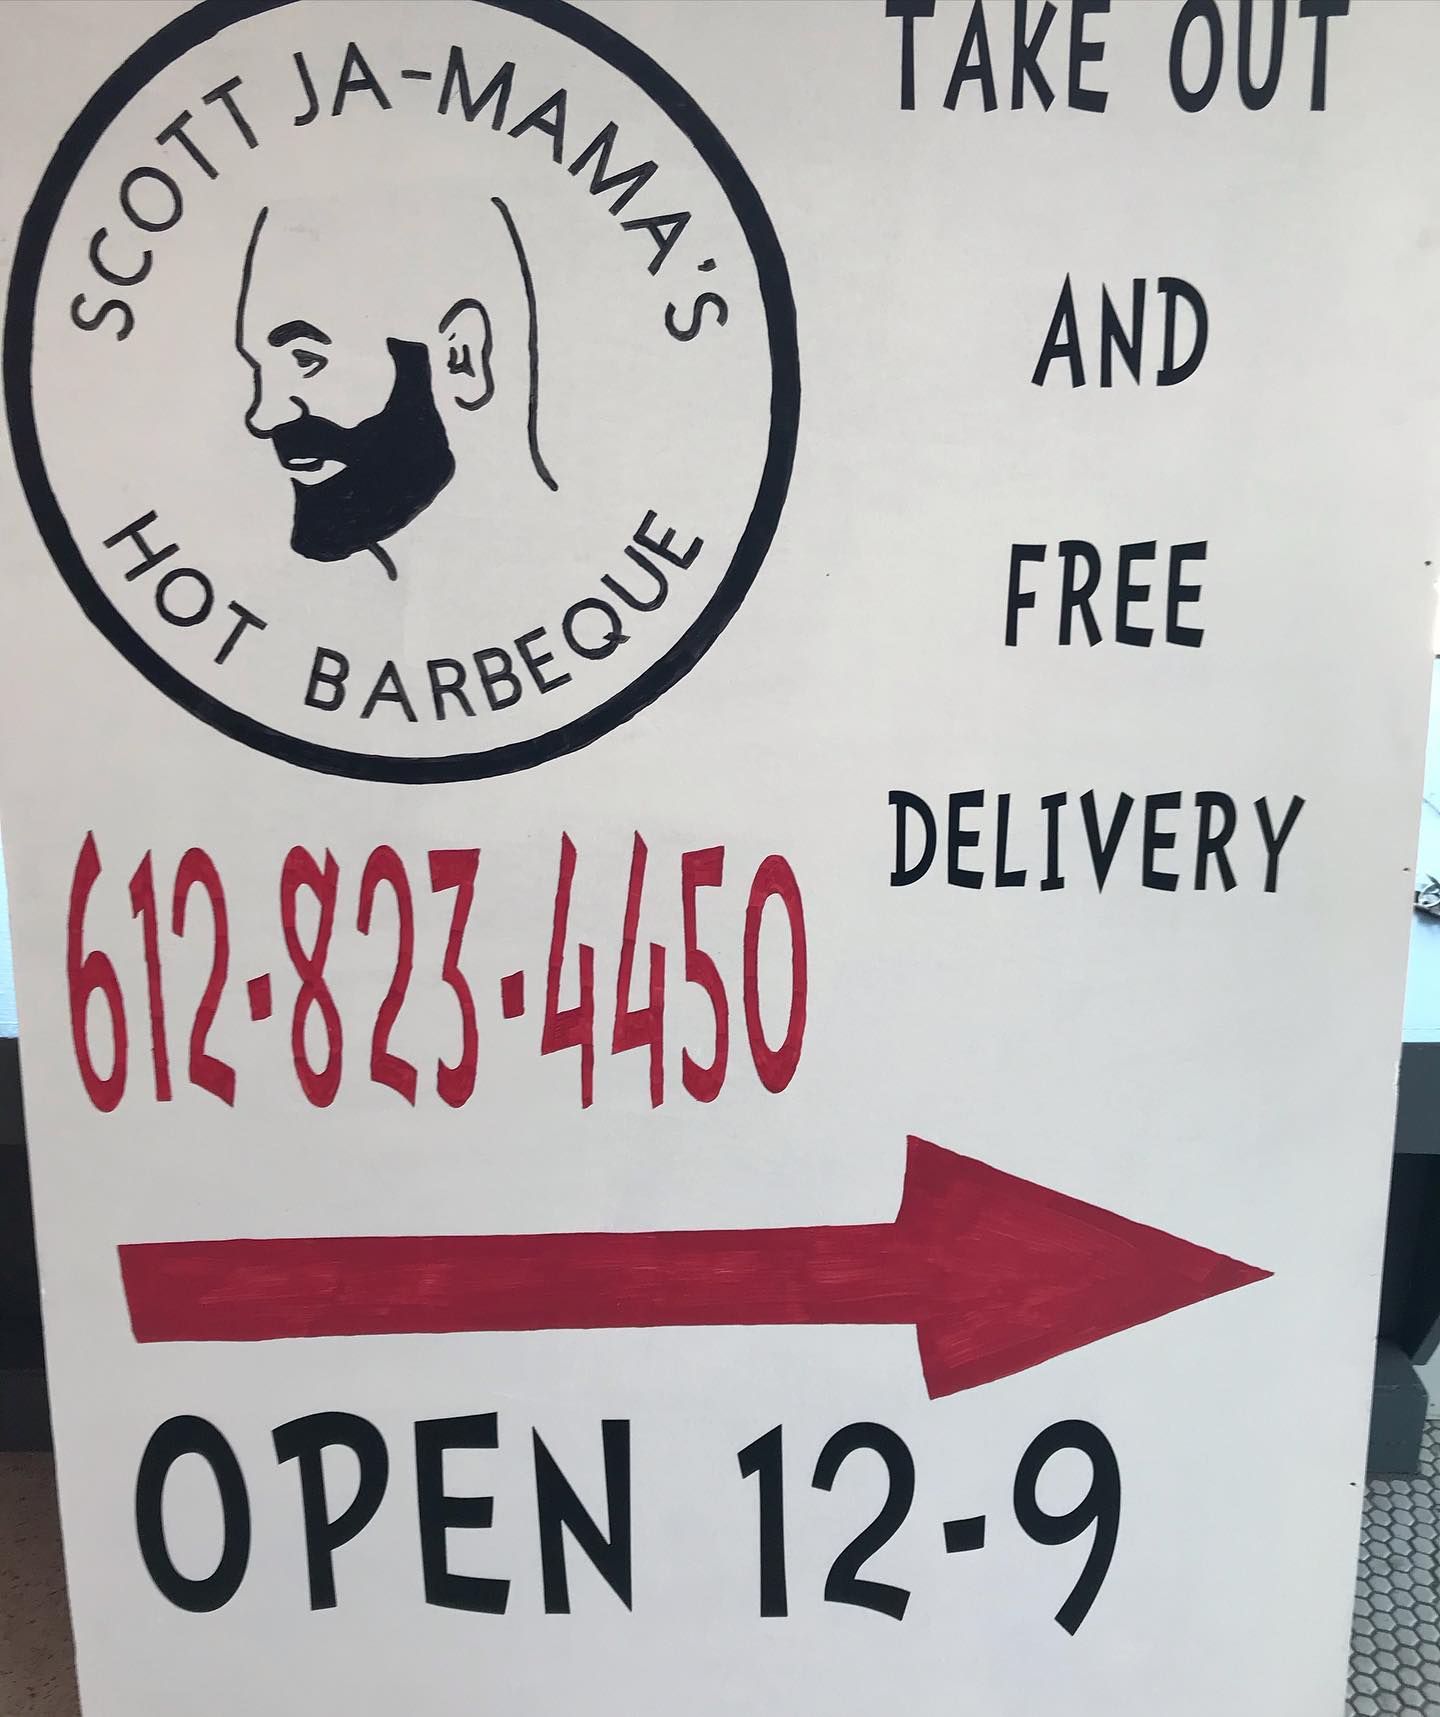 SCOTT JA-MAMA'S
HOT BARBEQUE
TAKE OUT
AND
FREE
DELIVERY
612-823-4450
OPEN 12-9